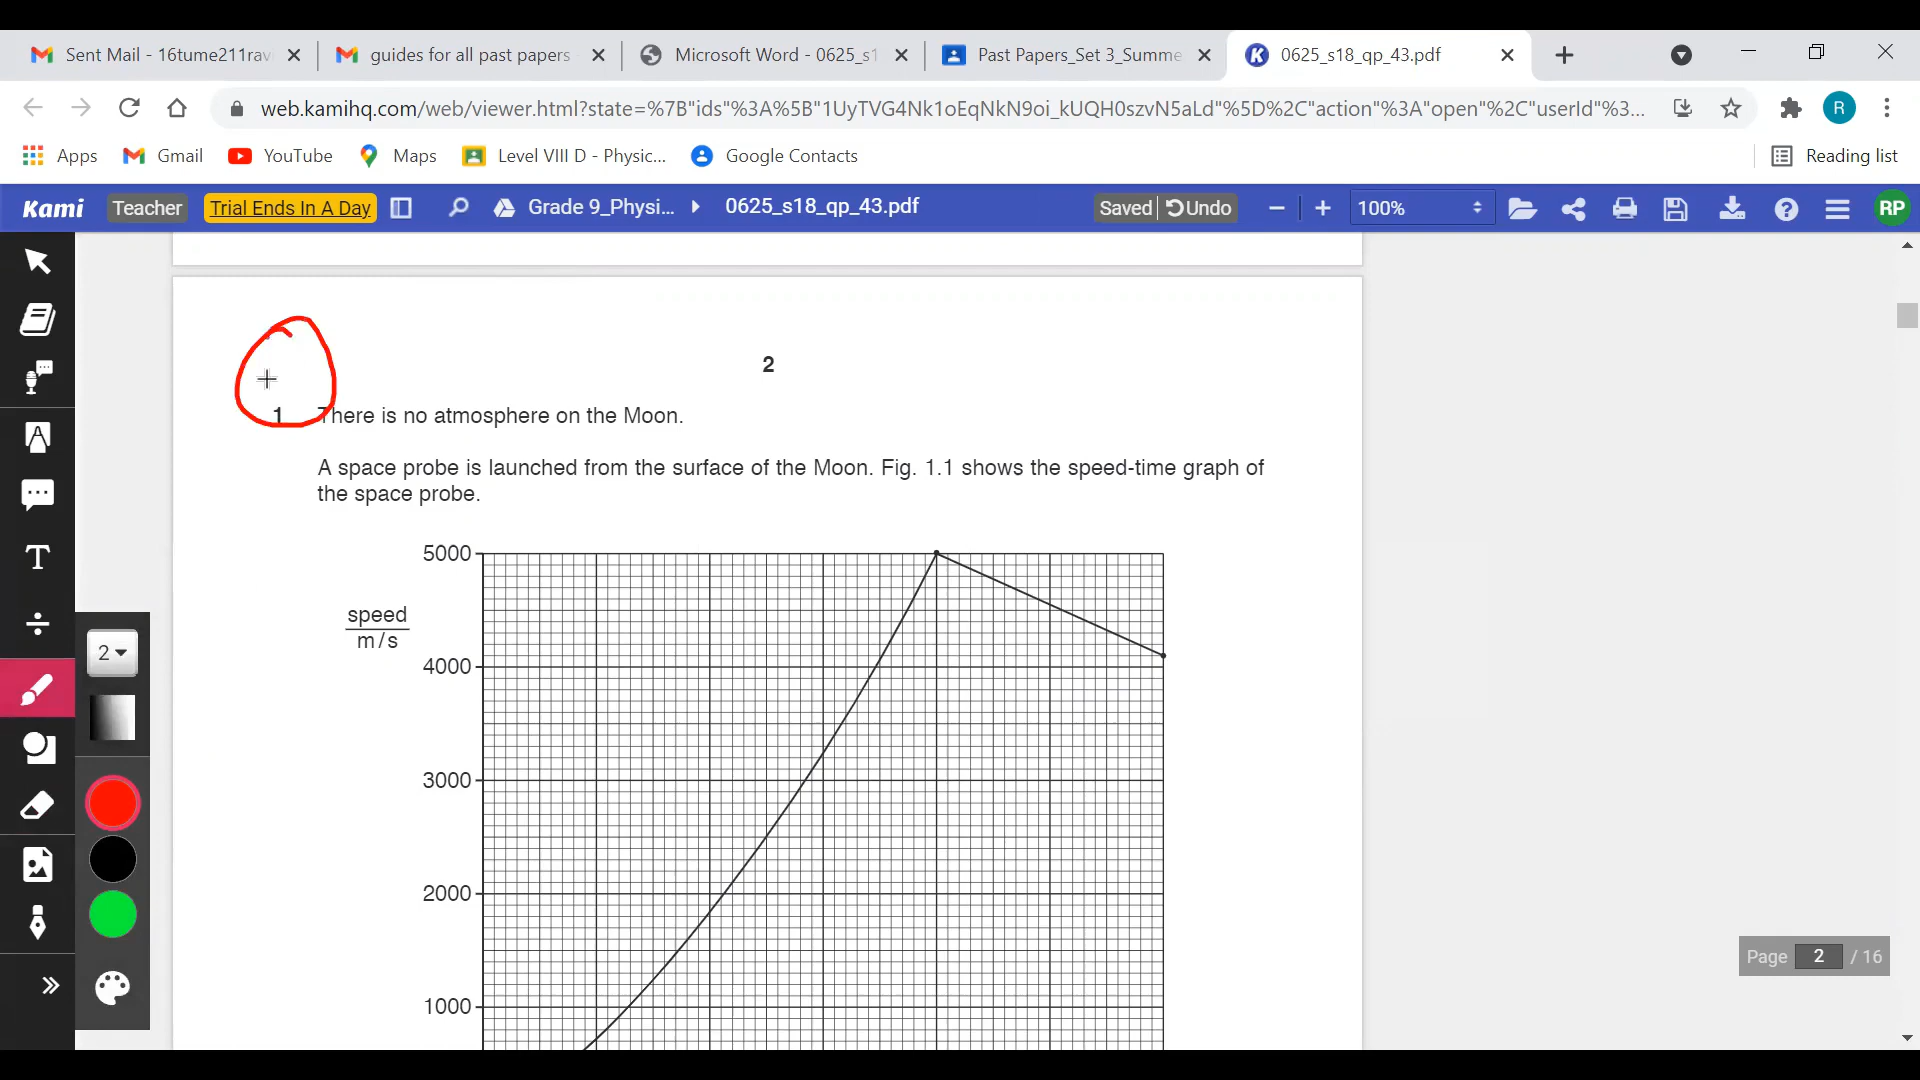 Sent Mail - 16tume211rav
guides for all past papers
Microsoft Word - 0625_s1
Past Papers_Set 3_Summe
0625_s18_qp_43.pdf
web.kamihq.com/web/viewer.html?state=%7B"ids"%3A%5B"1UyTVG4Nk1oEqNkN9oi_kUQH0szvN5aLd"%5D%2C"action"%3A"open"%2C"userId"%3...
R
Apps
Gmail
YouTube
Maps
Level VIII D - Physic...
Google Contacts
Reading list
Kami
Teacher
Trial Ends In A Day
Grade 9_Physi...
0625_s18_qp_43.pdf
Saved
Undo
100%
RP
2
1 There is no atmosphere on the Moon.
A space probe is launched from the surface of the Moon. Fig. 1.1 shows the speed-time graph of
the space probe.
5000
speed
m/s
4000
3000
2000
1000
2
T
Page 2 / 16